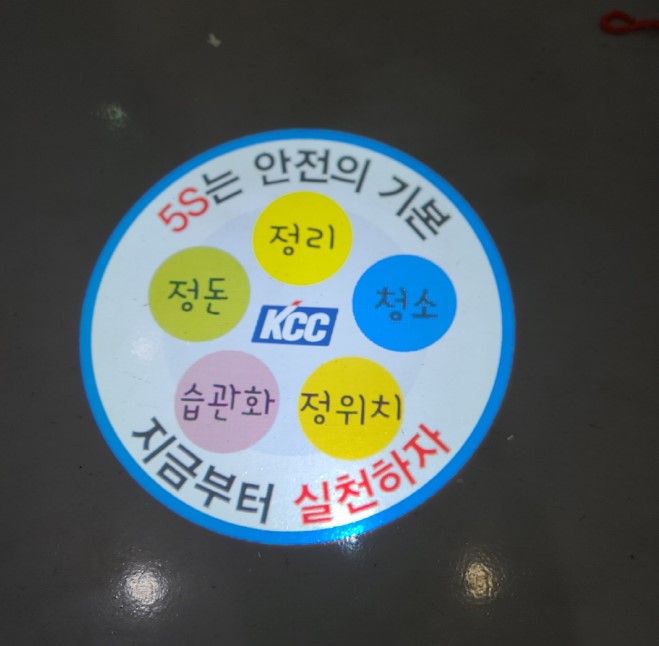 5S는 안전의 기본
정리
정돈
청소
KCC
습관화
정위치
지금부터 실천하자